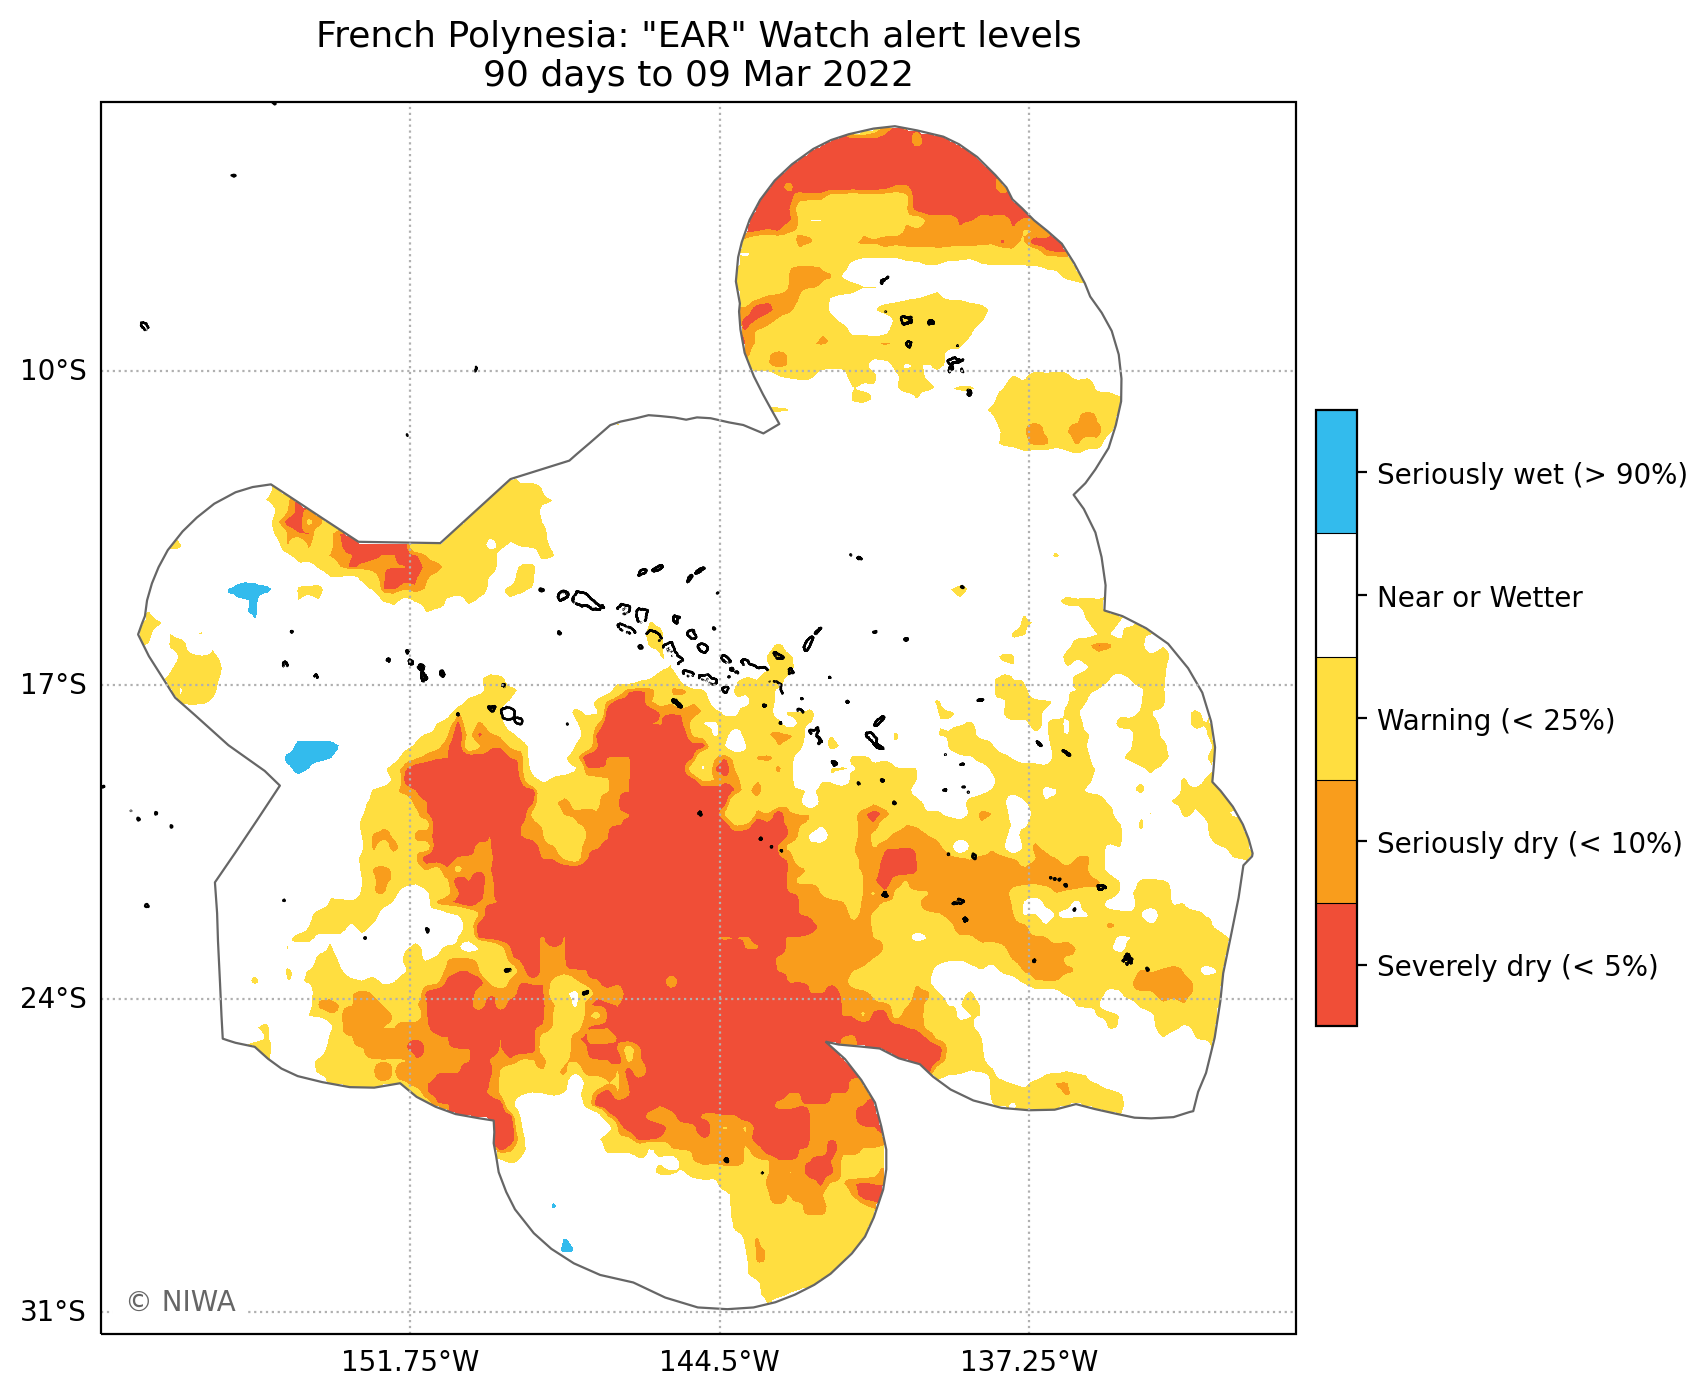 French Polynesia: "EAR" Watch alert levels
90 days to 09 Mar 2022
10°S
17°S
24°S
31°S
151.75°W
144.5°W
137.25°W
Seriously wet (> 90%)
Near or Wetter
Warning (< 25%)
Seriously dry (< 10%)
Severely dry (< 5%)
© NIWA